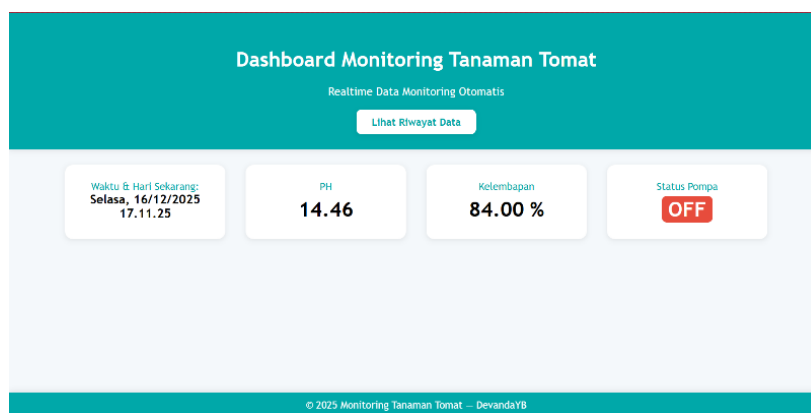 Dashboard Monitoring Tanaman Tomat
Realtime Data Monitoring Otomatis
Lihat Riwayat Data
Waktu & Hari Sekarang:
Selasa, 16/12/2025
17.11.25
PH
14.46
Kelembapan
84.00 %
Status Pompa
OFF
© 2025 Monitoring Tanaman Tomat — DevandaYB